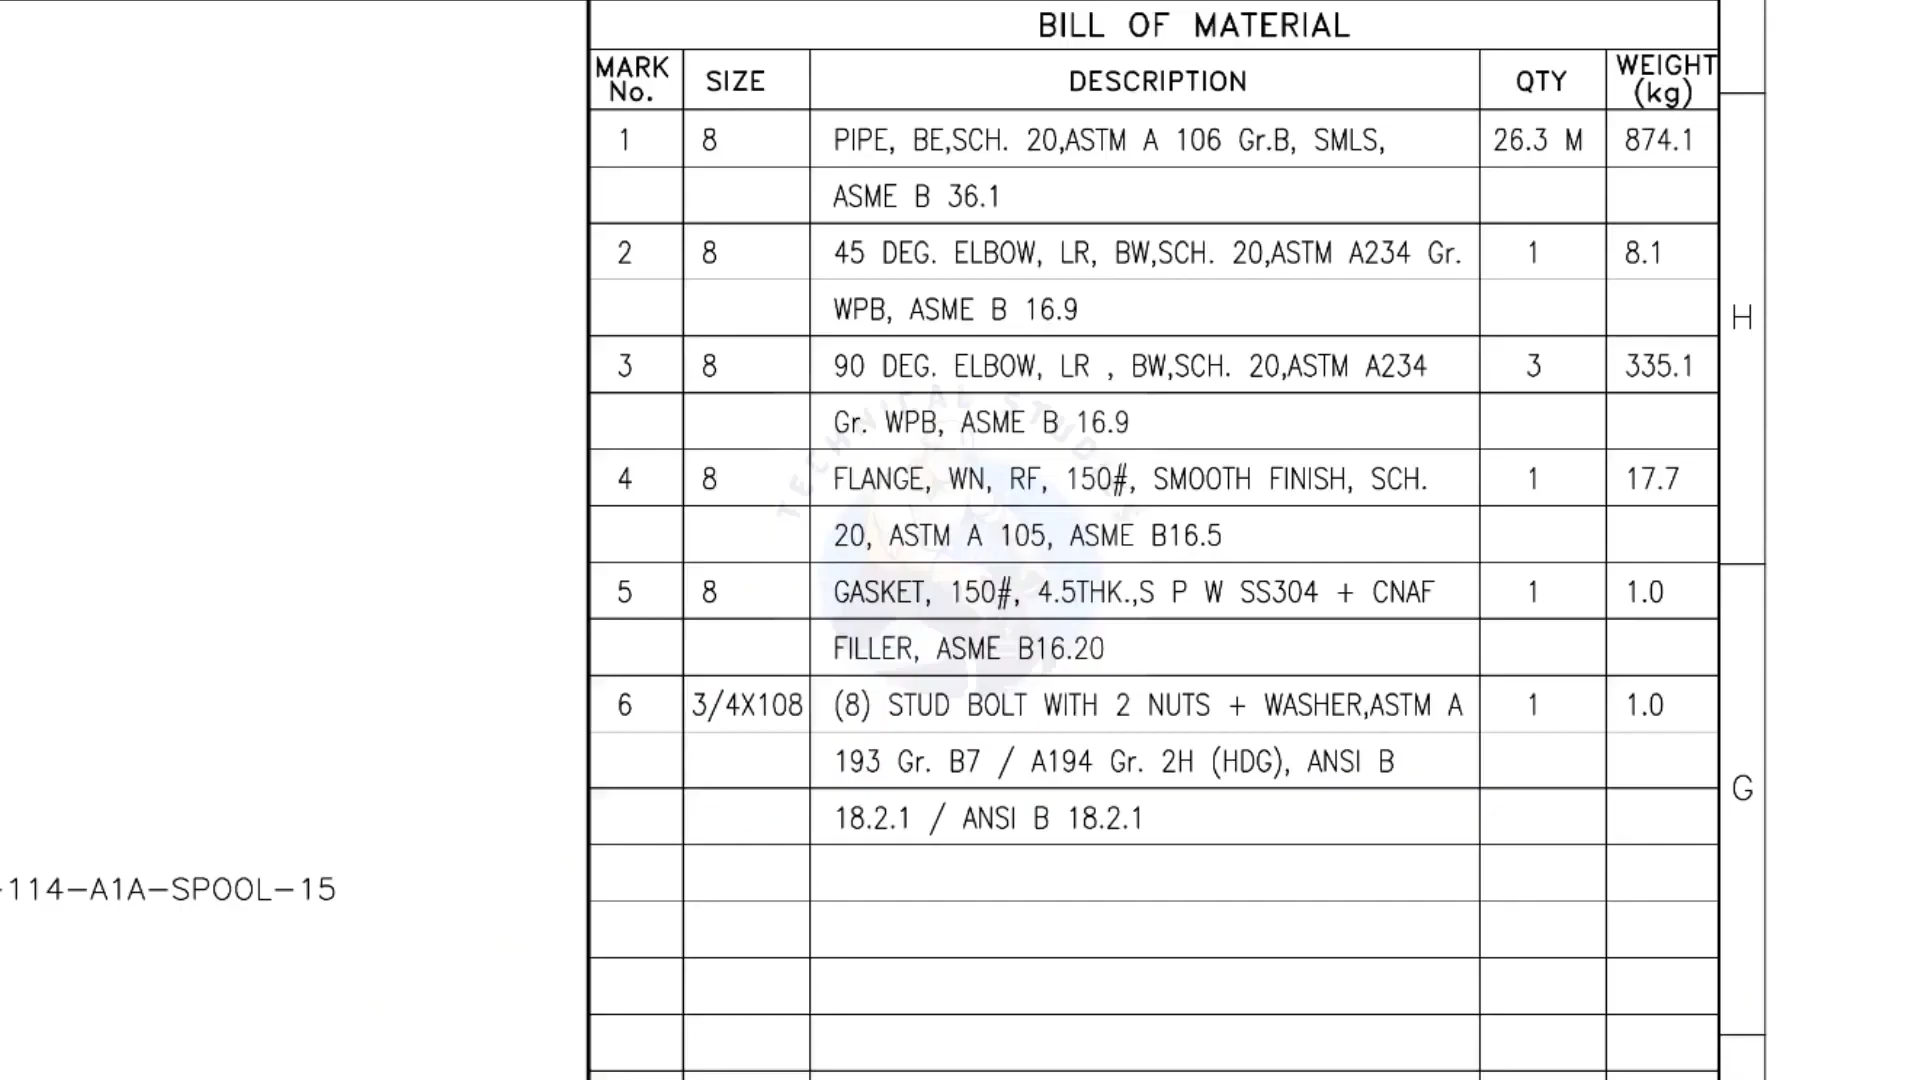 BILL OF MATERIAL
MARK No. SIZE DESCRIPTION QTY WEIGHT (kg)
1 8 PIPE, BE,SCH. 20,ASTM A 106 Gr.B, SMLS, 26.3 M 874.1
ASME B 36.1
2 8 45 DEG. ELBOW, LR, BW,SCH. 20,ASTM A234 Gr. 1 8.1
WPB, ASME B 16.9
3 8 90 DEG. ELBOW, LR , BW,SCH. 20,ASTM A234 3 335.1
Gr. WPB, ASME B 16.9
4 8 FLANGE, WN, RF, 150#, SMOOTH FINISH, SCH. 1 17.7
20, ASTM A 105, ASME B16.5
5 8 GASKET, 150#, 4.5THK.,S P W SS304 + CNAF 1 1.0
FILLER, ASME B16.20
6 3/4X108 (8) STUD BOLT WITH 2 NUTS + WASHER,ASTM A 1 1.0
193 Gr. B7 / A194 Gr. 2H (HDG), ANSI B
18.2.1 / ANSI B 18.2.1
-114-A1A-SPOOL-15
H
G
TECHNICAL STUDIES